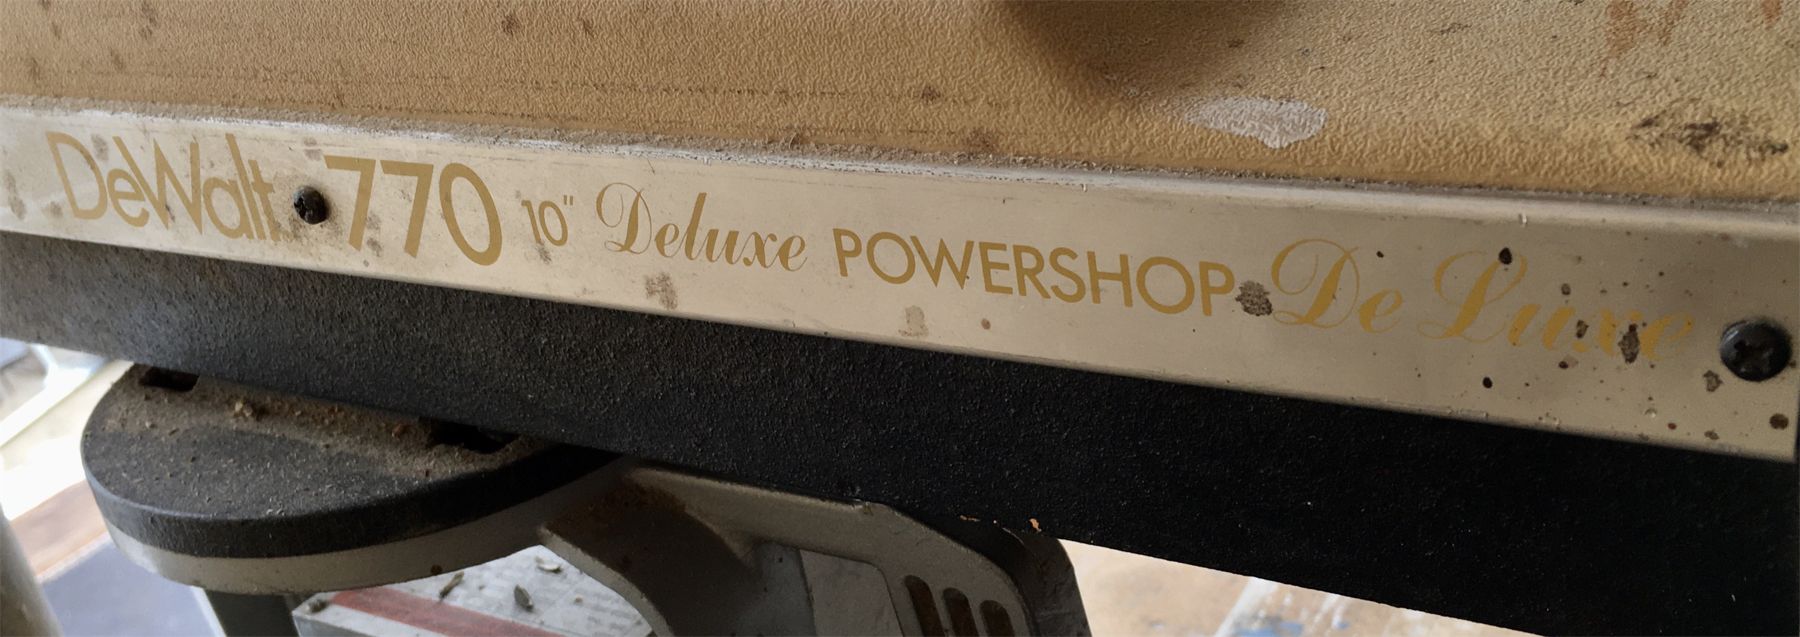 DeWalt. 770 10" Deluxe POWERSHOP De Luxe